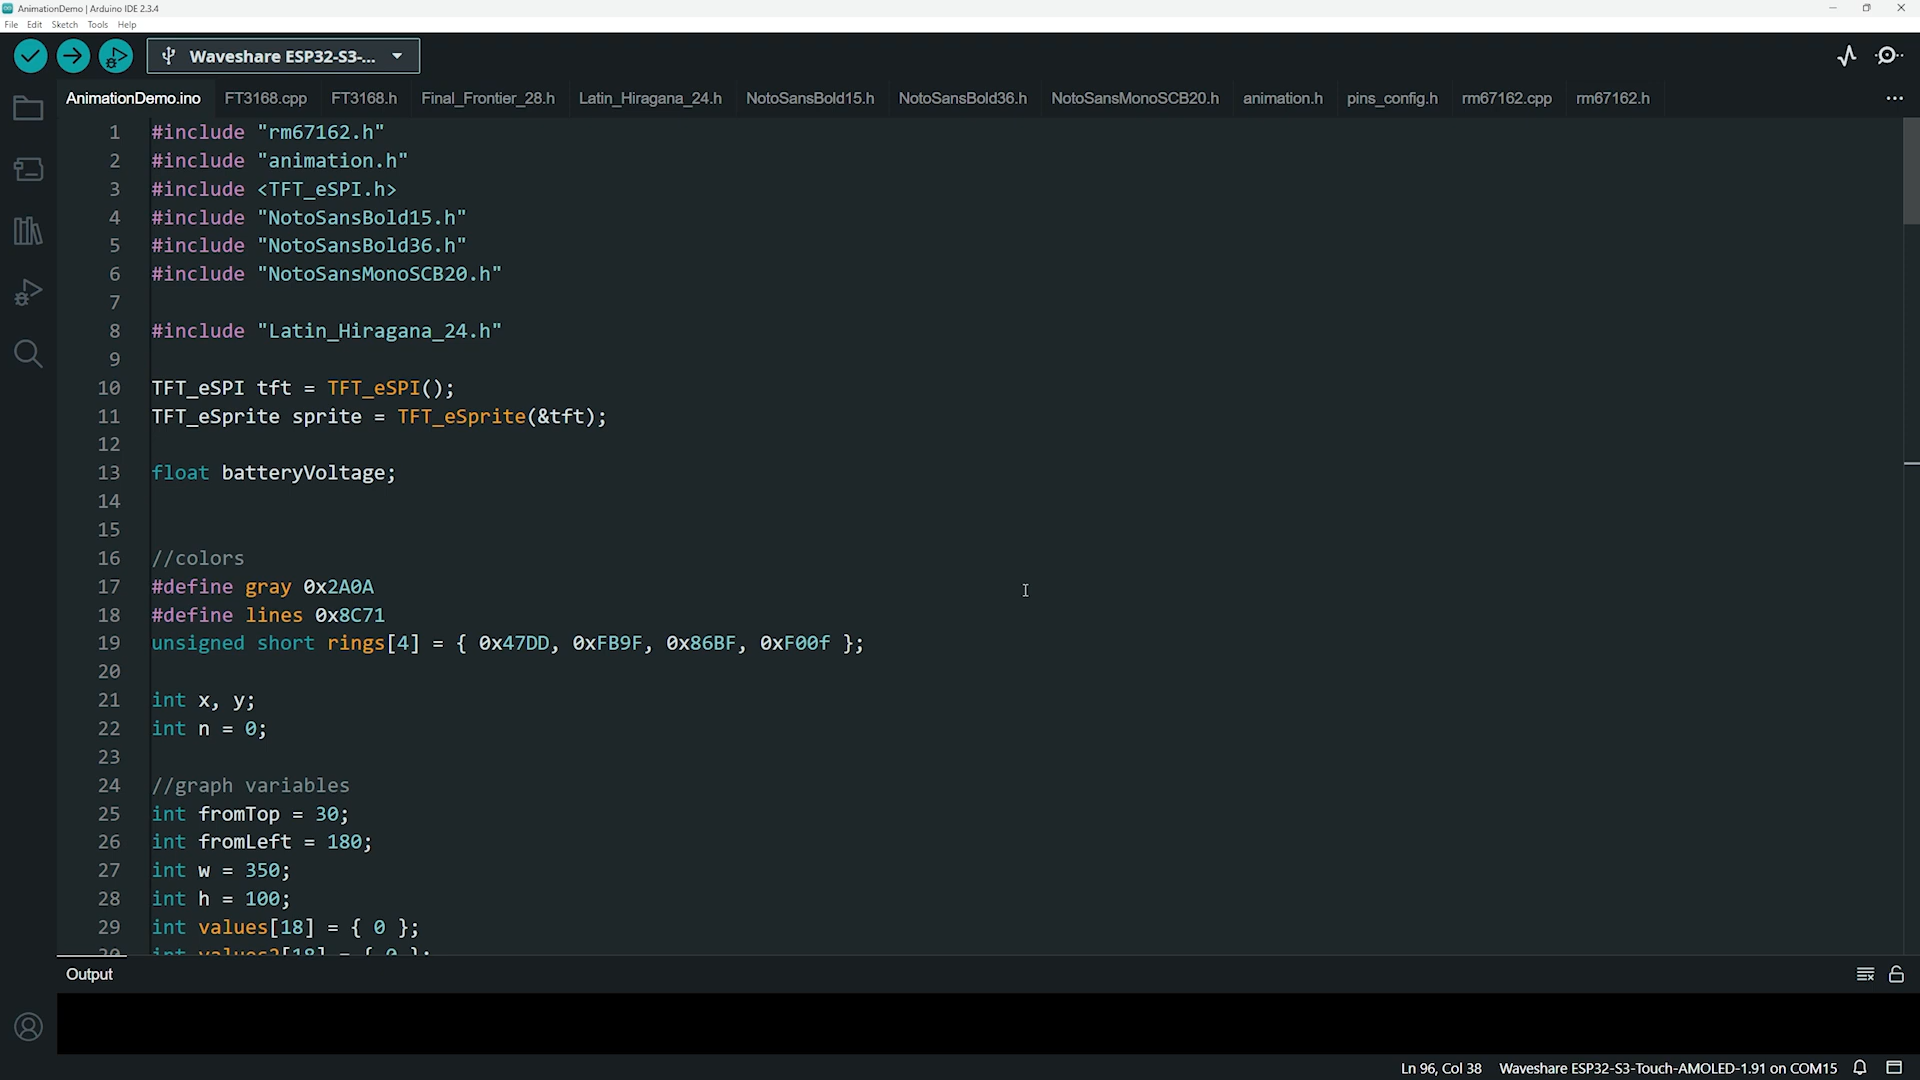 AnimationDemo | Arduino IDE 2.3.4
File Edit Sketch Tools Help
Waveshare ESP32-S3-...
AnimationDemo.ino FT3168.cpp FT3168.h Final_Frontier_28.h Latin_Hiragana_24.h NotoSansBold15.h NotoSansBold36.h NotoSansMonoSCB20.h animation.h pins_config.h rm67162.cpp rm67162.h ...
1 #include "rm67162.h"
2 #include "animation.h"
3 #include <TFT_eSPI.h>
4 #include "NotoSansBold15.h"
5 #include "NotoSansBold36.h"
6 #include "NotoSansMonoSCB20.h"
7
8 #include "Latin_Hiragana_24.h"
9
10 TFT_eSPI tft = TFT_eSPI();
11 TFT_eSprite sprite = TFT_eSprite(&tft);
12
13 float batteryVoltage;
14
15
16 //colors
17 #define gray 0x2A0A
18 #define lines 0x8C71
19 unsigned short rings[4] = { 0x47DD, 0xFB9F, 0x86BF, 0xF00f };
20
21 int x, y;
22 int n = 0;
23
24 //graph variables
25 int fromTop = 30;
26 int fromLeft = 180;
27 int w = 350;
28 int h = 100;
29 int values[18] = { 0 };
30 int values2[18] = { 0 };
Output
Ln 96, Col 38 Waveshare ESP32-S3-Touch-AMOLED-1.91 on COM15